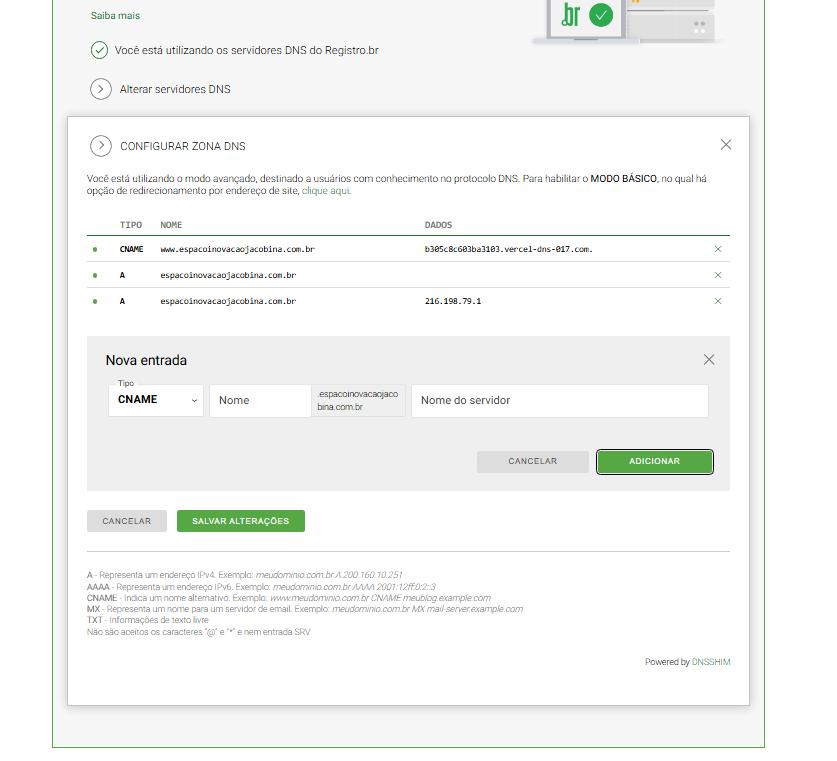 Saiba mais
.br
Você está utilizando os servidores DNS do Registro.br
Alterar servidores DNS
CONFIGURAR ZONA DNS
Você está utilizando o modo avançado, destinado a usuários com conhecimento no protocolo DNS. Para habilitar o MODO BÁSICO, no qual há
opção de redirecionamento por endereço de site, clique aqui.
TIPO NOME DADOS
CNAME www.espacoinovacaojacobina.com.br b305c8c603ba3103.vercel-dns-017.com.
A espacoinovacaojacobina.com.br
A espacoinovacaojacobina.com.br 216.198.79.1
Nova entrada
Tipo
CNAME
Nome
.espacoinovacaojaco
bina.com.br
Nome do servidor
CANCELAR ADICIONAR
CANCELAR SALVAR ALTERAÇÕES
A - Representa um endereço IPv4. Exemplo: meudominio.com.br A 200.160.10.251
AAAA - Representa um endereço IPv6. Exemplo: meudominio.com.br AAAA 2001:12ff:0:2::3
CNAME - Indica um nome alternativo. Exemplo: www.meudominio.com.br CNAME meublog.example.com
MX - Representa um nome para um servidor de email. Exemplo: meudominio.com.br MX mail-server.example.com
TXT - Informações de texto livre
Não são aceitos os caracteres "@" e "*" e nem entrada SRV
Powered by DNSSHIM